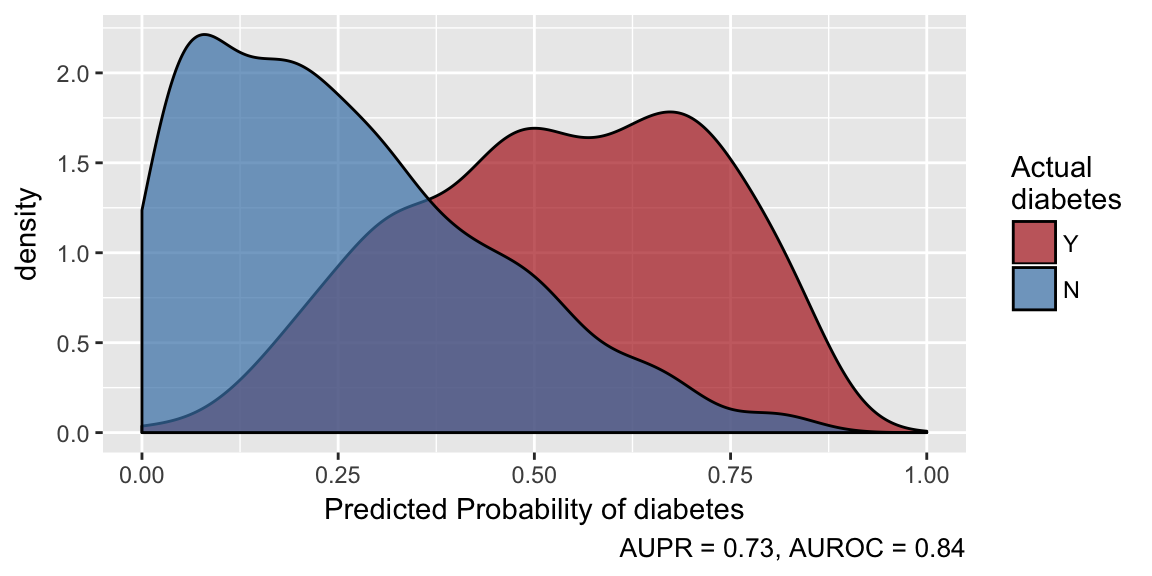 density
2.0
1.5
1.0
0.5
0.0
0.00 0.25 0.50 0.75 1.00
Predicted Probability of diabetes
AUPR = 0.73, AUROC = 0.84
Actual
diabetes
Y
N